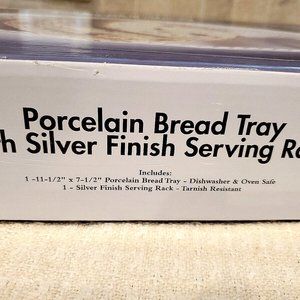 Porcelain Bread Tray
h Silver Finish Serving Ra
Includes:
1 -11-1/2" x 7-1/2" Porcelain Bread Tray - Dishwasher & Oven Safe
1 - Silver Finish Serving Rack - Tarnish Resistant